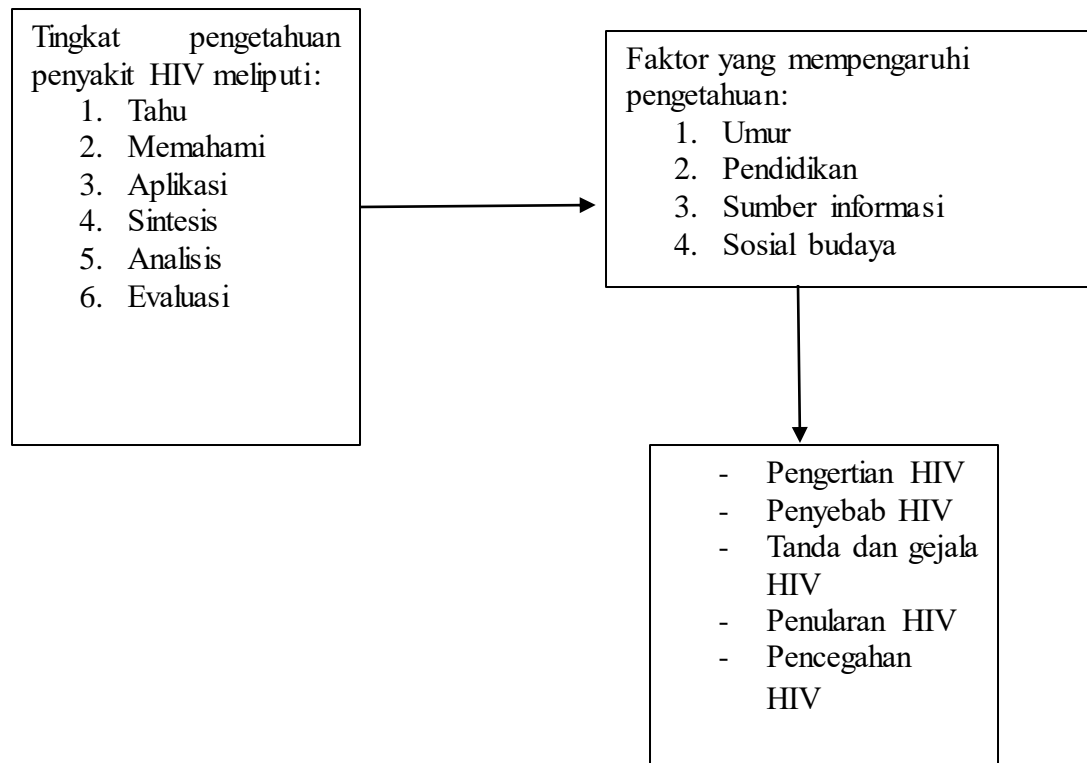 Tingkat pengetahuan
penyakit HIV meliputi:
1. Tahu
2. Memahami
3. Aplikasi
4. Sintesis
5. Analisis
6. Evaluasi
Faktor yang mempengaruhi
pengetahuan:
1. Umur
2. Pendidikan
3. Sumber informasi
4. Sosial budaya
- Pengertian HIV
- Penyebab HIV
- Tanda dan gejala
HIV
- Penularan HIV
- Pencegahan
HIV